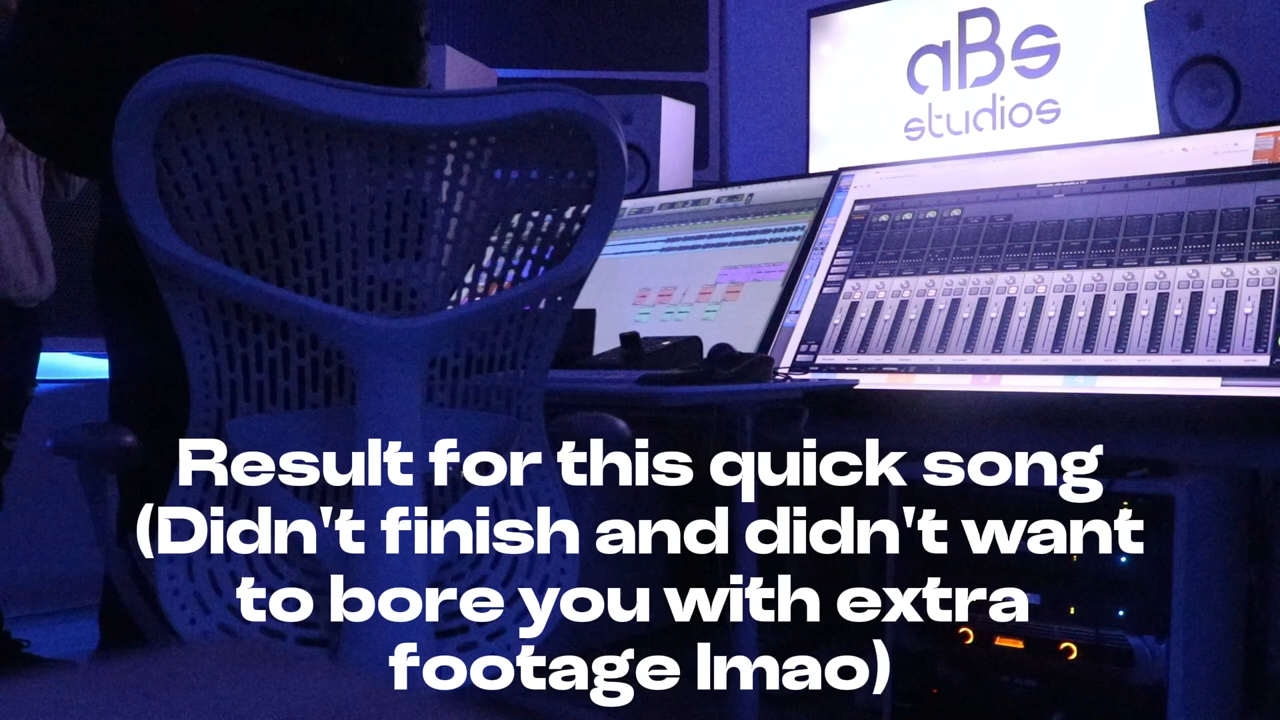 aBs
studios
Result for this quick song
(Didn't finish and didn't want
to bore you with extra
footage lmao)